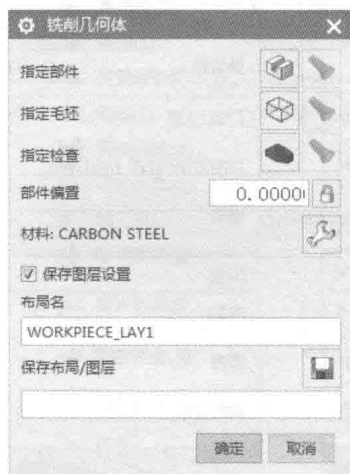 铣削几何体
指定部件
指定毛坯
指定检查
部件偏置 0.0000
材料: CARBON STEEL
保存图层设置
布局名
WORKPIECE_LAY1
保存布局/图层
确定 取消